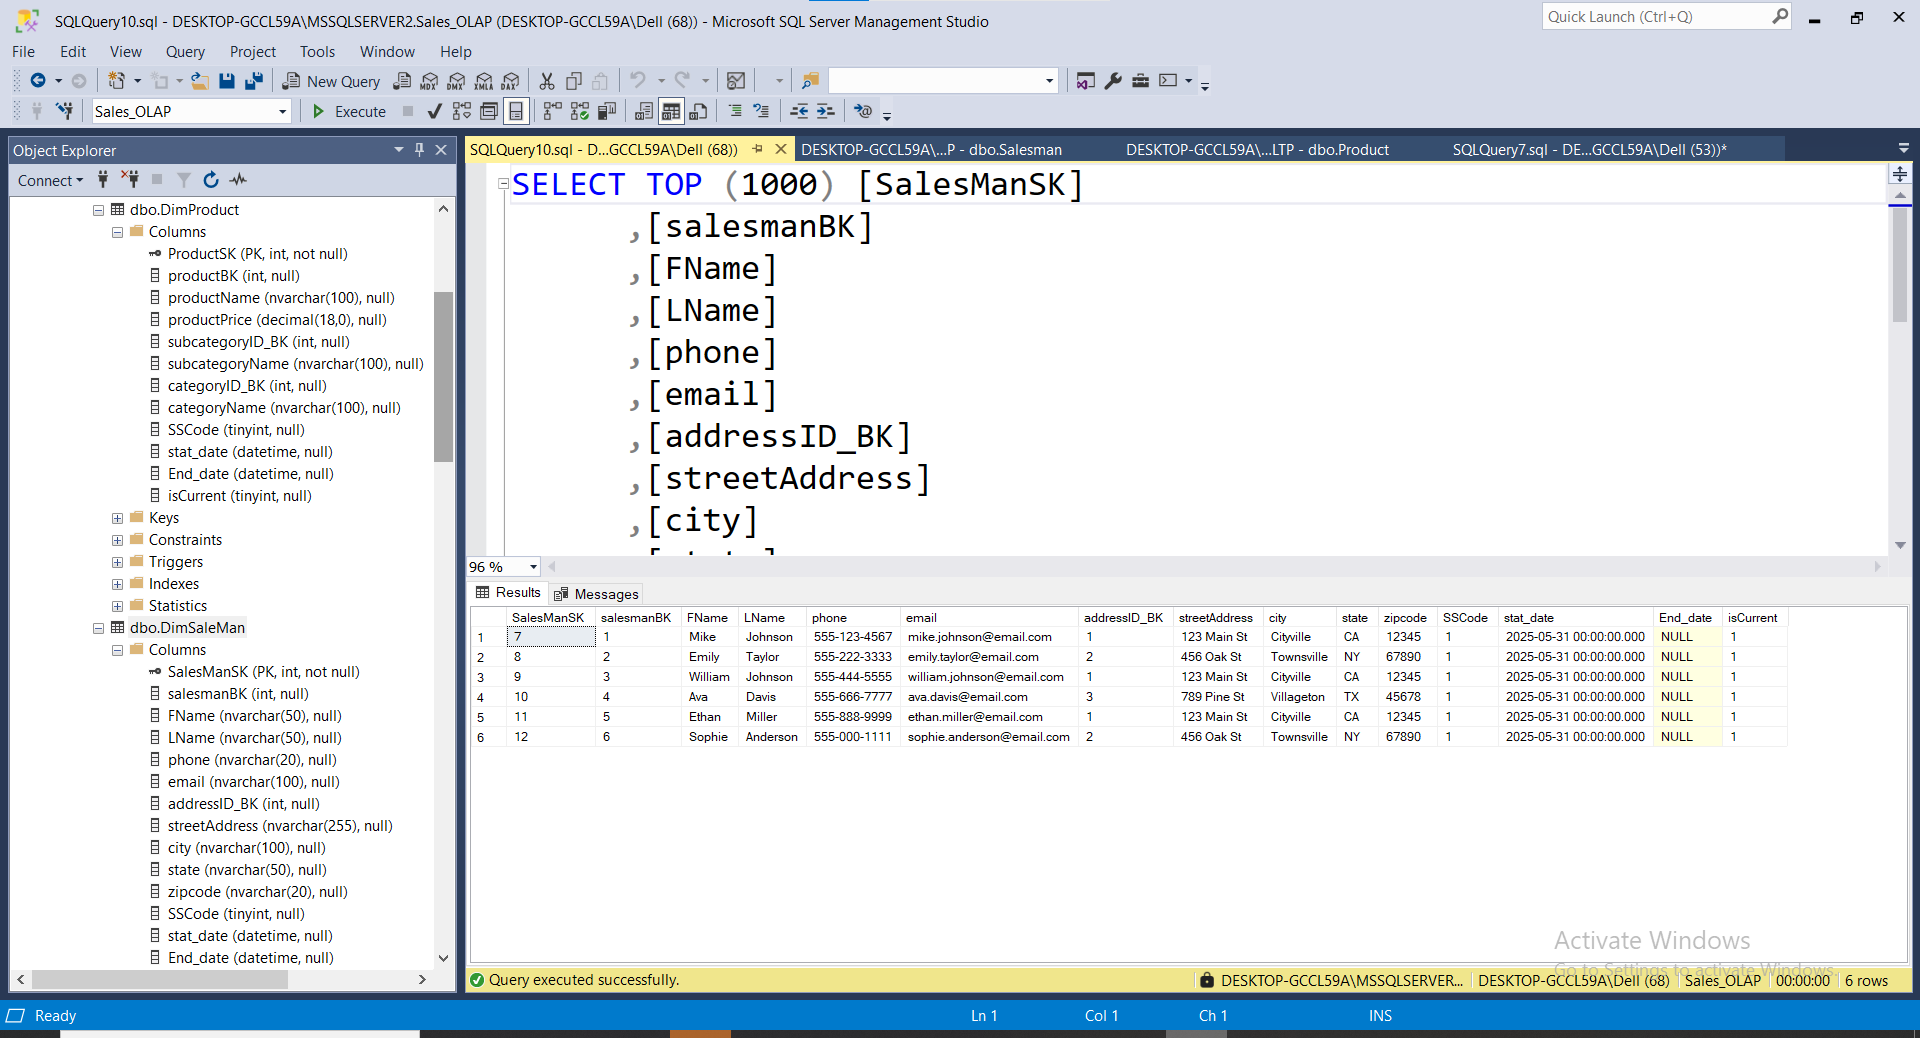 SQLQuery10.sql - DESKTOP-GCCL59A\MSSQLSERVER2.Sales_OLAP (DESKTOP-GCCL59A\Dell (68)) - Microsoft SQL Server Management Studio
Quick Launch (Ctrl+Q)
File Edit View Query Project Tools Window Help
New Query MDX DMX XMLA DAX
Sales_OLAP Execute
Object Explorer
Connect
dbo.DimProduct
Columns
ProductSK (PK, int, not null)
productBK (int, null)
productName (nvarchar(100), null)
productPrice (decimal(18,0), null)
subcategoryID_BK (int, null)
subcategoryName (nvarchar(100), null)
categoryID_BK (int, null)
categoryName (nvarchar(100), null)
SSCode (tinyint, null)
stat_date (datetime, null)
End_date (datetime, null)
isCurrent (tinyint, null)
Keys
Constraints
Triggers
Indexes
Statistics
dbo.DimSaleMan
Columns
SalesManSK (PK, int, not null)
salesmanBK (int, null)
FName (nvarchar(50), null)
LName (nvarchar(50), null)
phone (nvarchar(20), null)
email (nvarchar(100), null)
addressID_BK (int, null)
streetAddress (nvarchar(255), null)
city (nvarchar(100), null)
state (nvarchar(50), null)
zipcode (nvarchar(20), null)
SSCode (tinyint, null)
stat_date (datetime, null)
End_date (datetime, null)
SQLQuery10.sql - D...GCCL59A\Dell (68)) DESKTOP-GCCL59A\...P - dbo.Salesman DESKTOP-GCCL59A\...LTP - dbo.Product SQLQuery7.sql - DE...GCCL59A\Dell (53))*
SELECT TOP (1000) [SalesManSK]
,[salesmanBK]
,[FName]
,[LName]
,[phone]
,[email]
,[addressID_BK]
,[streetAddress]
,[city]
96 %
Results Messages
SalesManSK salesmanBK FName LName phone email addressID_BK streetAddress city state zipcode SSCode stat_date End_date isCurrent
1 7 1 Mike Johnson 555-123-4567 mike.johnson@email.com 1 123 Main St Cityville CA 12345 1 2025-05-31 00:00:00.000 NULL 1
2 8 2 Emily Taylor 555-222-3333 emily.taylor@email.com 2 456 Oak St Townsville NY 67890 1 2025-05-31 00:00:00.000 NULL 1
3 9 3 William Johnson 555-444-5555 william.johnson@email.com 1 123 Main St Cityville CA 12345 1 2025-05-31 00:00:00.000 NULL 1
4 10 4 Ava Davis 555-666-7777 ava.davis@email.com 3 789 Pine St Villageton TX 45678 1 2025-05-31 00:00:00.000 NULL 1
5 11 5 Ethan Miller 555-888-9999 ethan.miller@email.com 1 123 Main St Cityville CA 12345 1 2025-05-31 00:00:00.000 NULL 1
6 12 6 Sophie Anderson 555-000-1111 sophie.anderson@email.com 2 456 Oak St Townsville NY 67890 1 2025-05-31 00:00:00.000 NULL 1
Activate Windows
Go to Settings to activate Windows.
Query executed successfully. DESKTOP-GCCL59A\MSSQLSERVER... DESKTOP-GCCL59A\Dell (68) Sales_OLAP 00:00:00 6 rows
Ready Ln 1 Col 1 Ch 1 INS